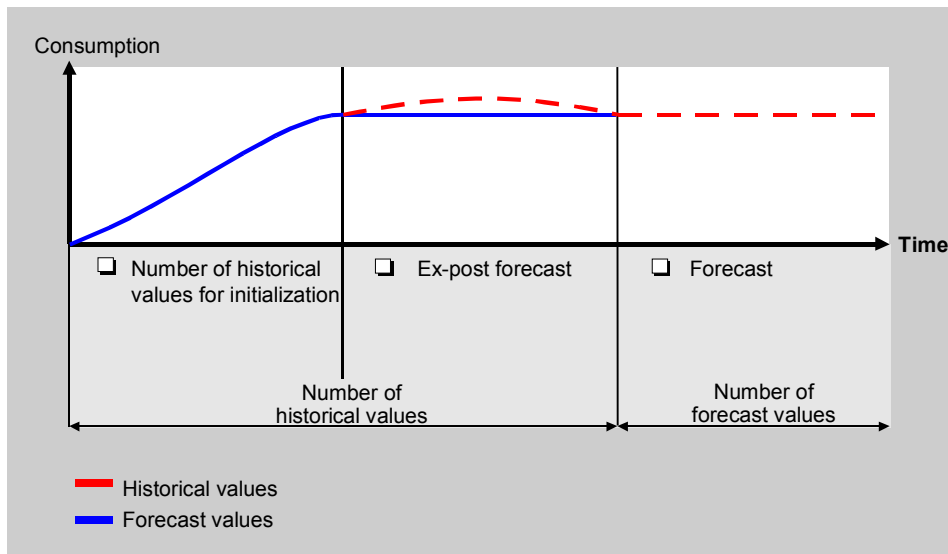 Consumption
Time
Number of historical
values for initialization
Ex-post forecast
Forecast
Number of
historical values
Number of
forecast values
Historical values
Forecast values